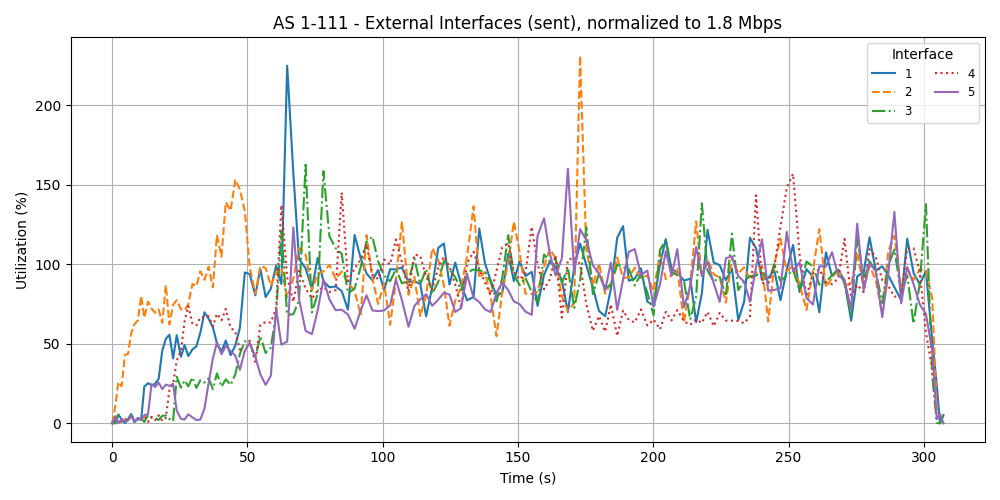 AS 1-111 - External Interfaces (sent), normalized to 1.8 Mbps
Utilization (%)
200
150
100
50
0
Interface
1
2
3
4
5
0 50 100 150 200 250 300
Time (s)